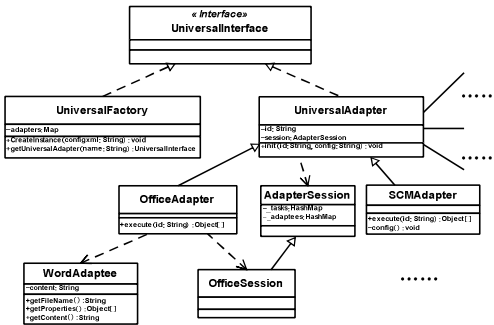 « Interface»
UniversalInterface
UniversalFactory
-adapters: Map
+CreateInstance(configxml: String) : void
+getUniversalAdapter(name: String) : UniversalInterface
UniversalAdapter
-id: String
-session: AdapterSession
+init (id: String, config: String) : void
OfficeAdapter
+execute(id: String) : Object[ ]
AdapterSession
-_tasks: HashMap
-_adaptees: HashMap
SCMAdapter
+execute(id: String) : Object[ ]
-config() : void
WordAdaptee
-content: String
+getFileName() : String
+getProperties() : Object[ ]
+getContent() : String
OfficeSession